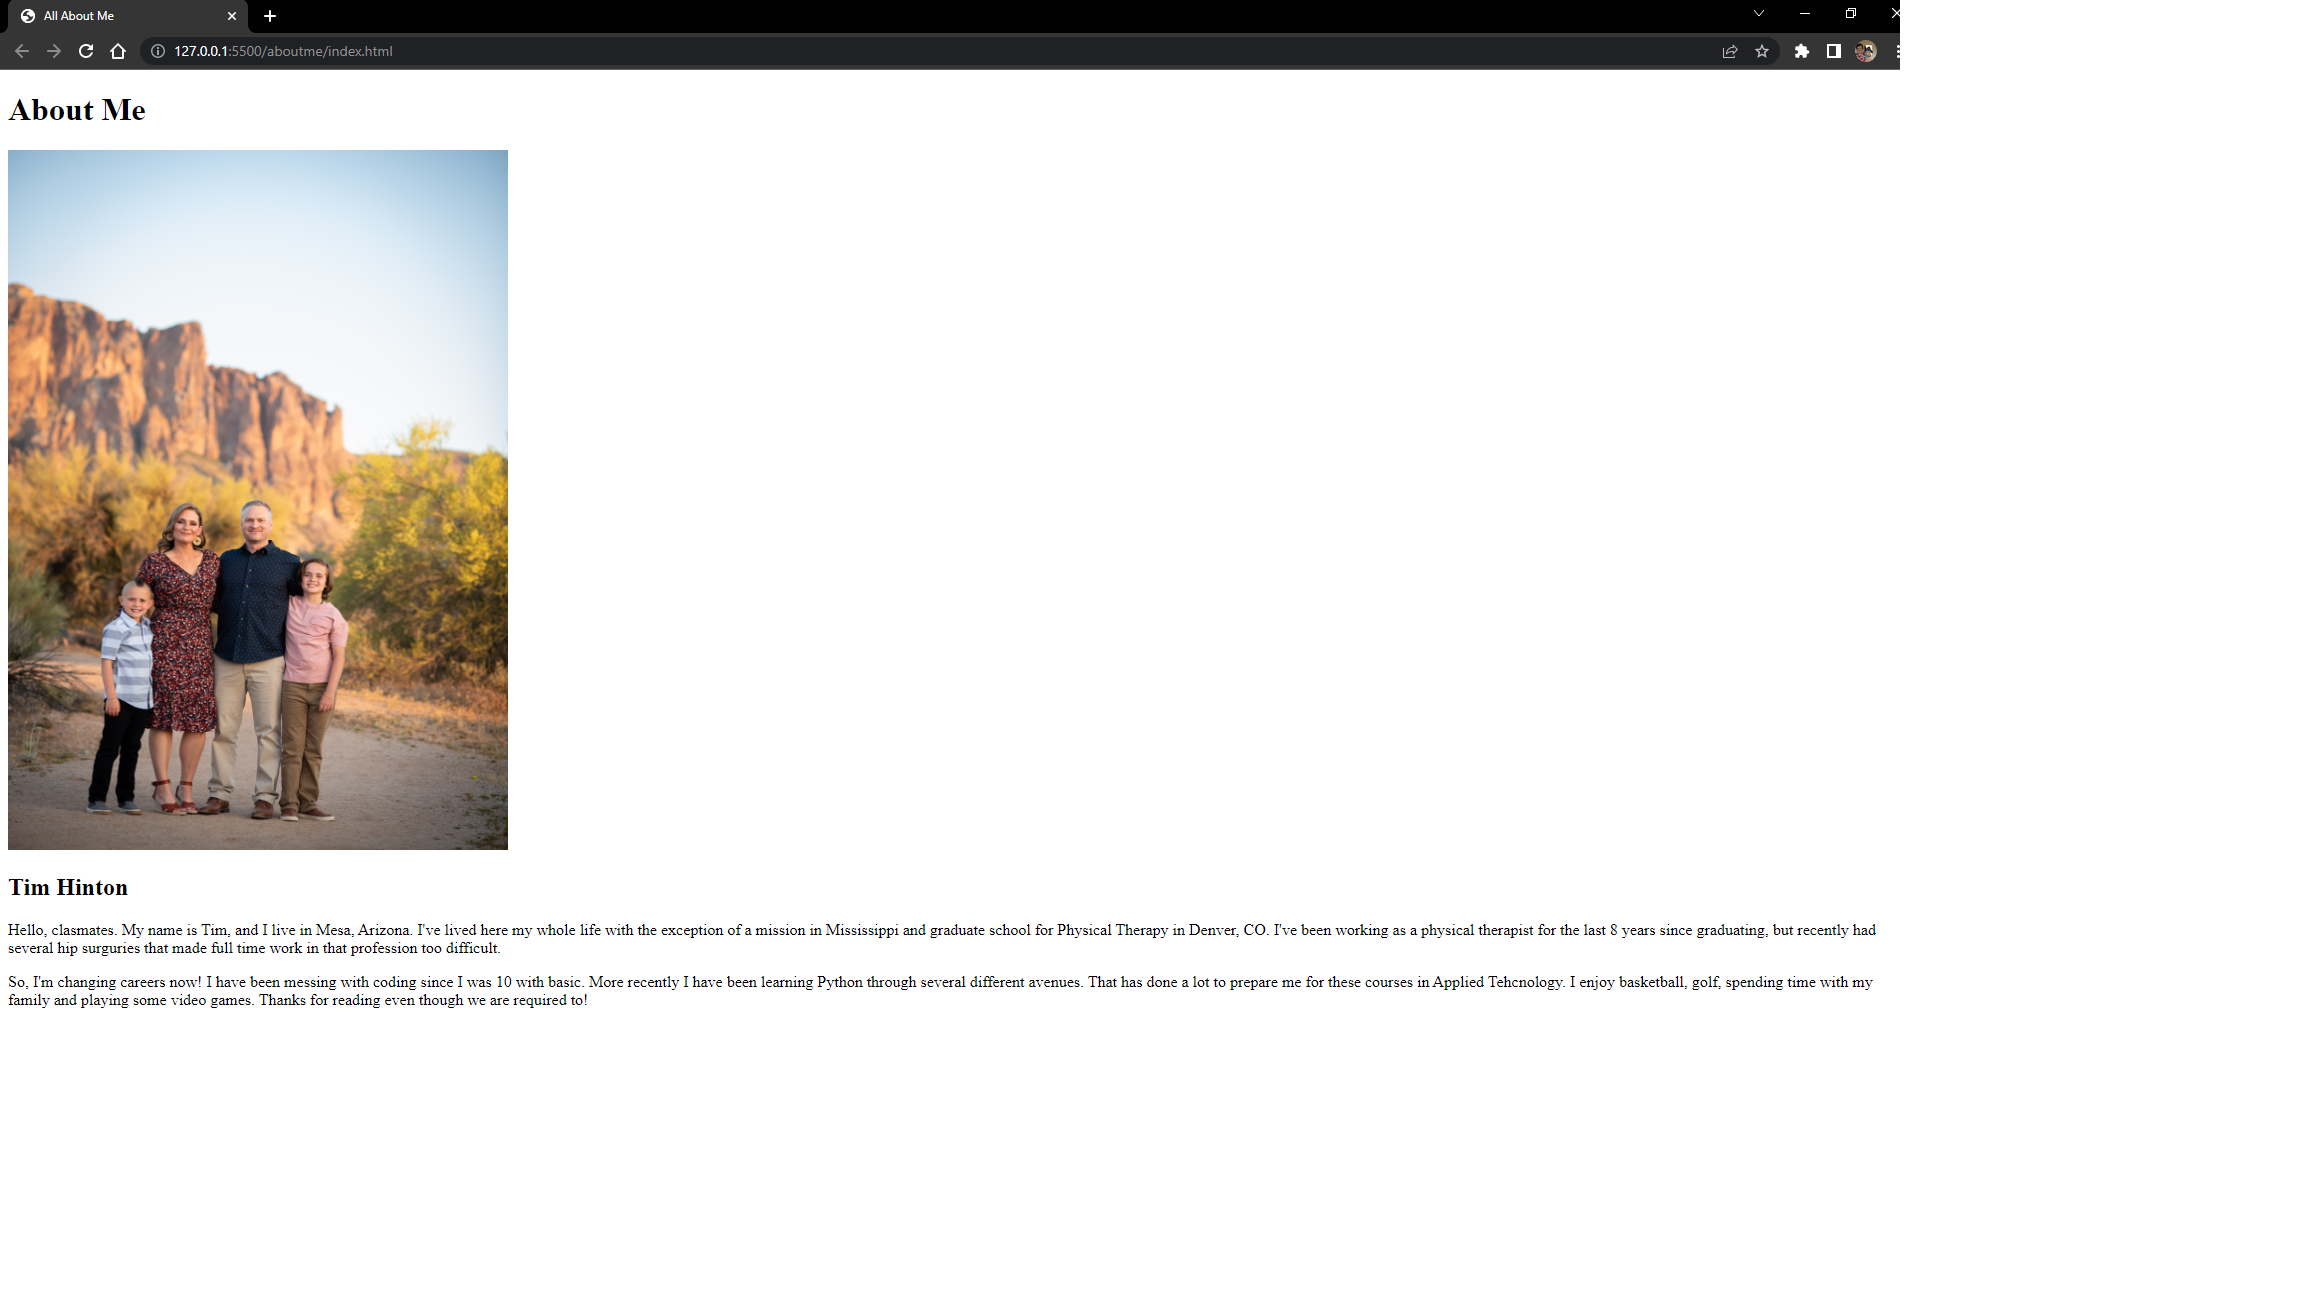 All About Me
127.0.0.1:5500/aboutme/index.html
About Me
Tim Hinton
Hello, clasmates. My name is Tim, and I live in Mesa, Arizona. I've lived here my whole life with the exception of a mission in Mississippi and graduate school for Physical Therapy in Denver, CO. I've been working as a physical therapist for the last 8 years since graduating, but recently had
several hip surguries that made full time work in that profession too difficult.
So, I'm changing careers now! I have been messing with coding since I was 10 with basic. More recently I have been learning Python through several different avenues. That has done a lot to prepare me for these courses in Applied Tehcnology. I enjoy basketball, golf, spending time with my
family and playing some video games. Thanks for reading even though we are required to!